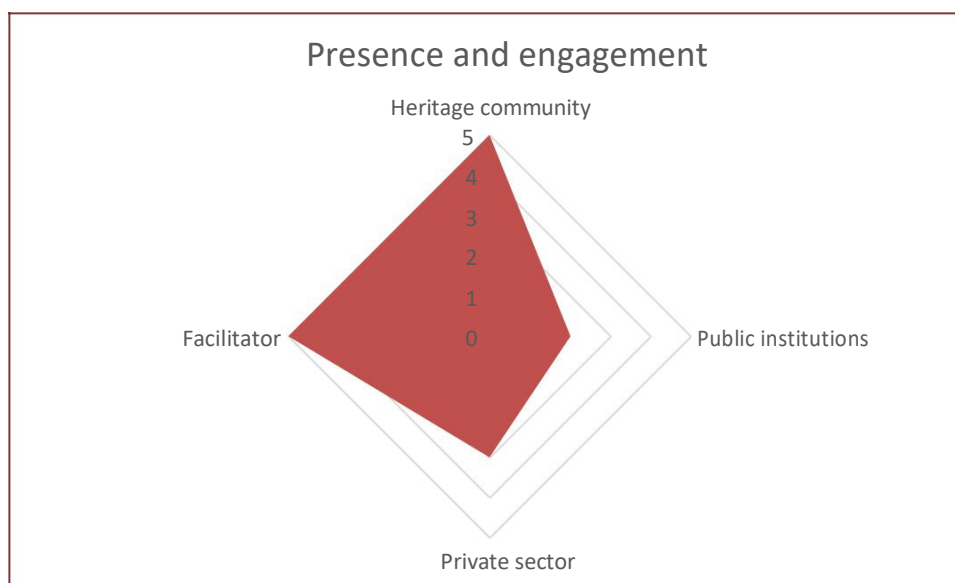 Presence and engagement
Heritage community
5
4
3
2
1
0
Facilitator
Public institutions
Private sector